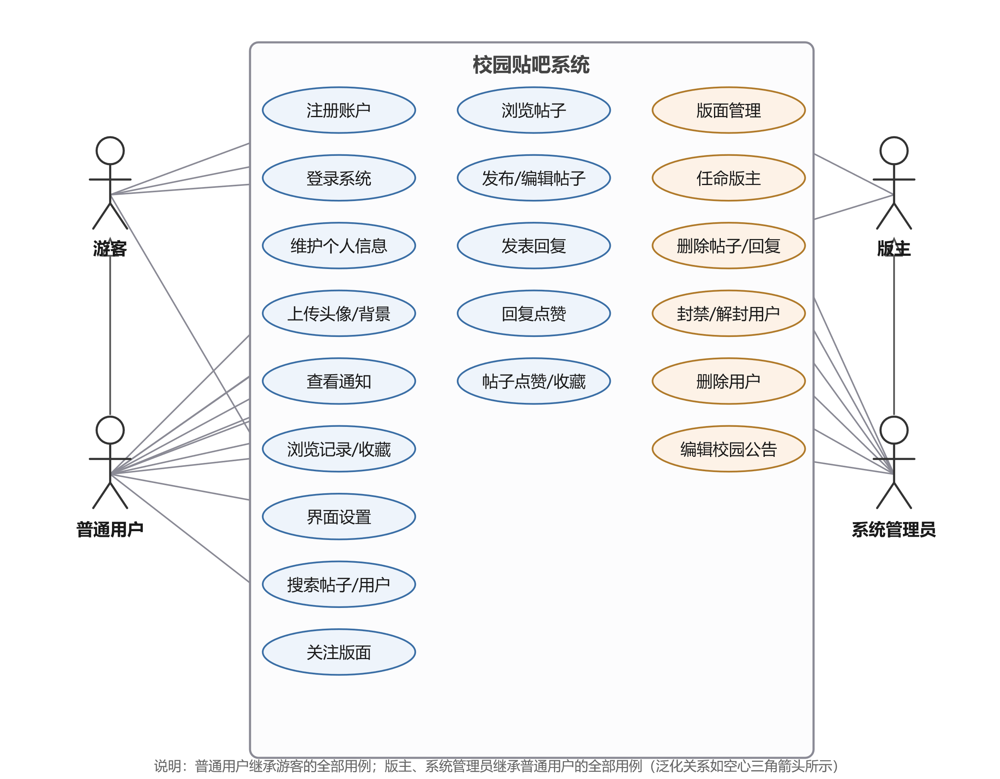 校园贴吧系统
注册账户
浏览帖子
版面管理
登录系统
发布/编辑帖子
任命版主
维护个人信息
发表回复
删除帖子/回复
游客
版主
上传头像/背景
回复点赞
封禁/解封用户
查看通知
帖子点赞/收藏
删除用户
浏览记录/收藏
编辑校园公告
界面设置
普通用户
系统管理员
搜索帖子/用户
关注版面
说明：普通用户继承游客的全部用例；版主、系统管理员继承普通用户的全部用例（泛化关系如空心三角箭头所示）